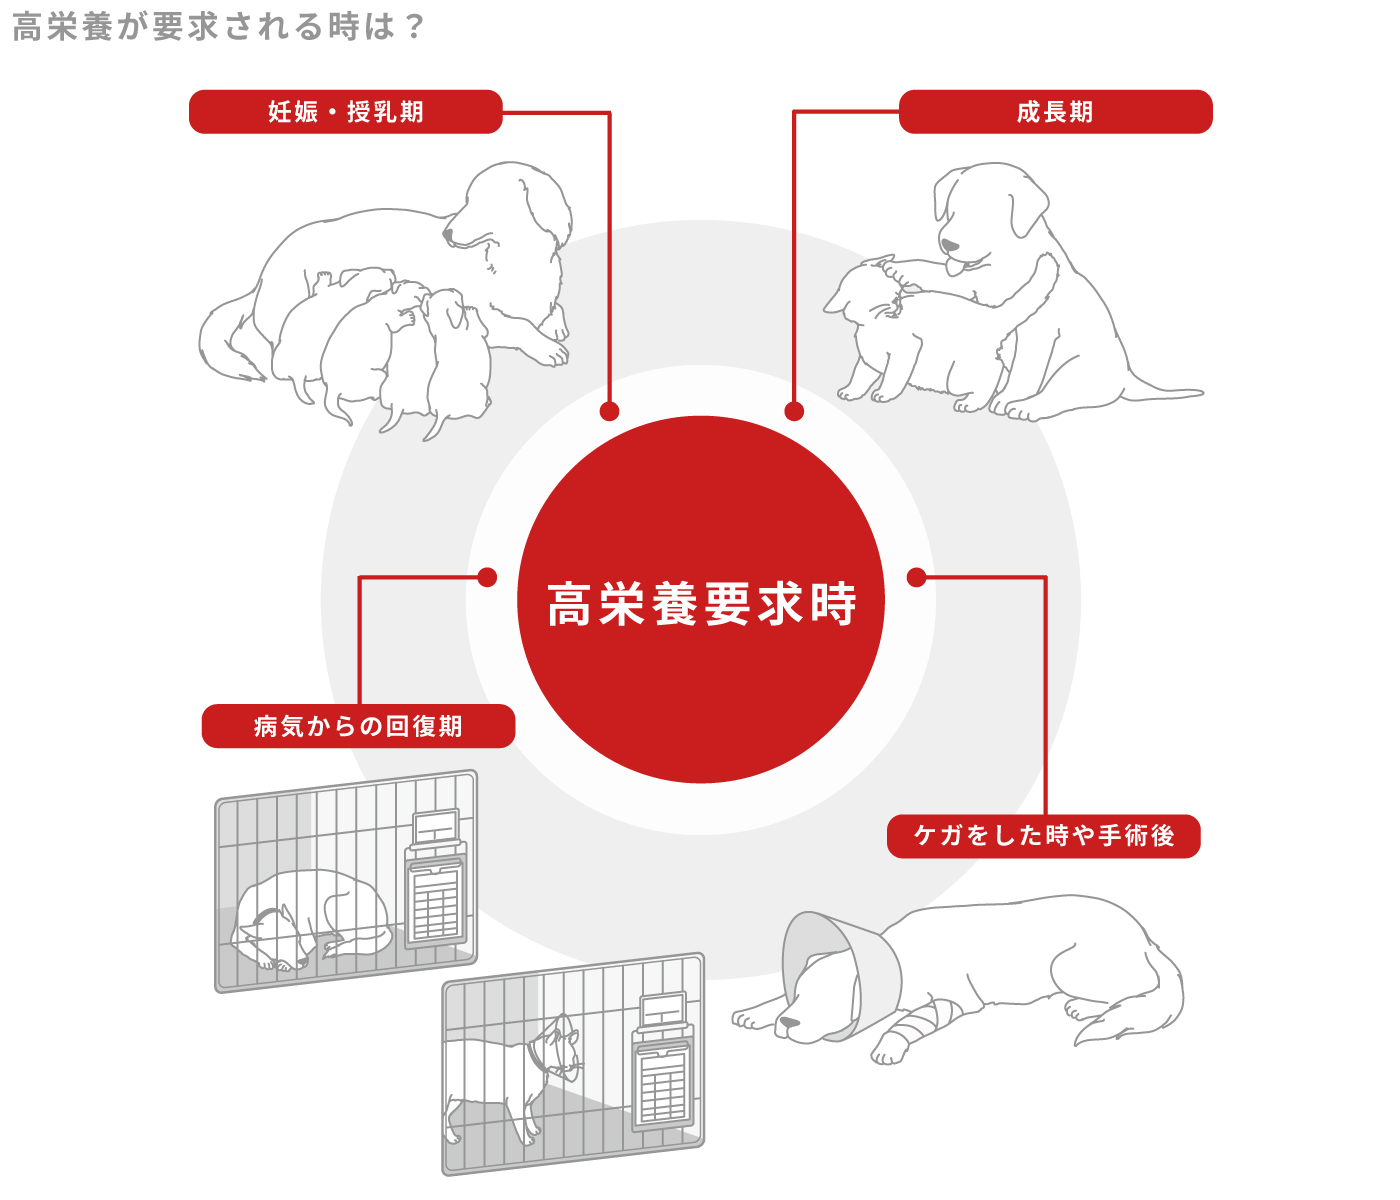 高栄養が要求される時は？
妊娠・授乳期
成長期
高栄養要求時
病気からの回復期
ケガをした時や手術後